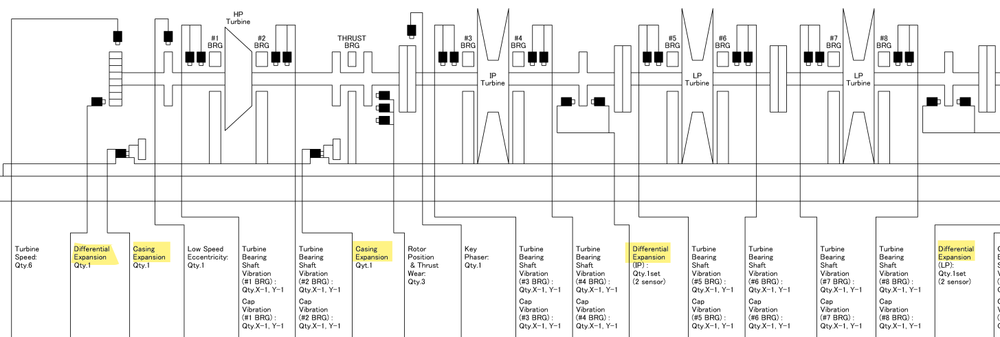 HP
Turbine
#1
BRG
#2
BRG
THRUST
BRG
#3
BRG
#4
BRG
#5
BRG
#6
BRG
#7
BRG
#8
BRG
IP
Turbine
LP
Turbine
LP
Turbine
Turbine
Speed:
Qty.6
Differential
Expansion
Qty.1
Casing
Expansion
Qty.1
Low Speed
Eccentricity:
Qty.1
Turbine
Bearing
Shaft
Vibration
(#1 BRG) :
Qty.X-1, Y-1
Cap
Vibration
(#1 BRG) :
Qty.X-1, Y-1
Turbine
Bearing
Shaft
Vibration
(#2 BRG) :
Qty.X-1, Y-1
Cap
Vibration
(#2 BRG) :
Qty.X-1, Y-1
Casing
Expansion
Qyt.1
Rotor
Position
& Thrust
Wear:
Qty.3
Key
Phaser:
Qty.1
Turbine
Bearing
Shaft
Vibration
(#3 BRG) :
Qty.X-1, Y-1
Cap
Vibration
(#3 BRG) :
Qty.X-1, Y-1
Turbine
Bearing
Shaft
Vibration
(#4 BRG) :
Qty.X-1, Y-1
Cap
Vibration
(#4 BRG) :
Qty.X-1, Y-1
Differential
Expansion
(IP) :
Qty.1set
(2 sensor)
Turbine
Bearing
Shaft
Vibration
(#5 BRG) :
Qty.X-1, Y-1
Cap
Vibration
(#5 BRG) :
Qty.X-1, Y-1
Turbine
Bearing
Shaft
Vibration
(#6 BRG) :
Qty.X-1, Y-1
Cap
Vibration
(#6 BRG) :
Qty.X-1, Y-1
Turbine
Bearing
Shaft
Vibration
(#7 BRG) :
Qty.X-1, Y-1
Cap
Vibration
(#7 BRG) :
Qty.X-1, Y-1
Turbine
Bearing
Shaft
Vibration
(#8 BRG) :
Qty.X-1, Y-1
Cap
Vibration
(#8 BRG) :
Qty.X-1, Y-1
Differential
Expansion
(LP):
Qty.1set
(2 sensor)